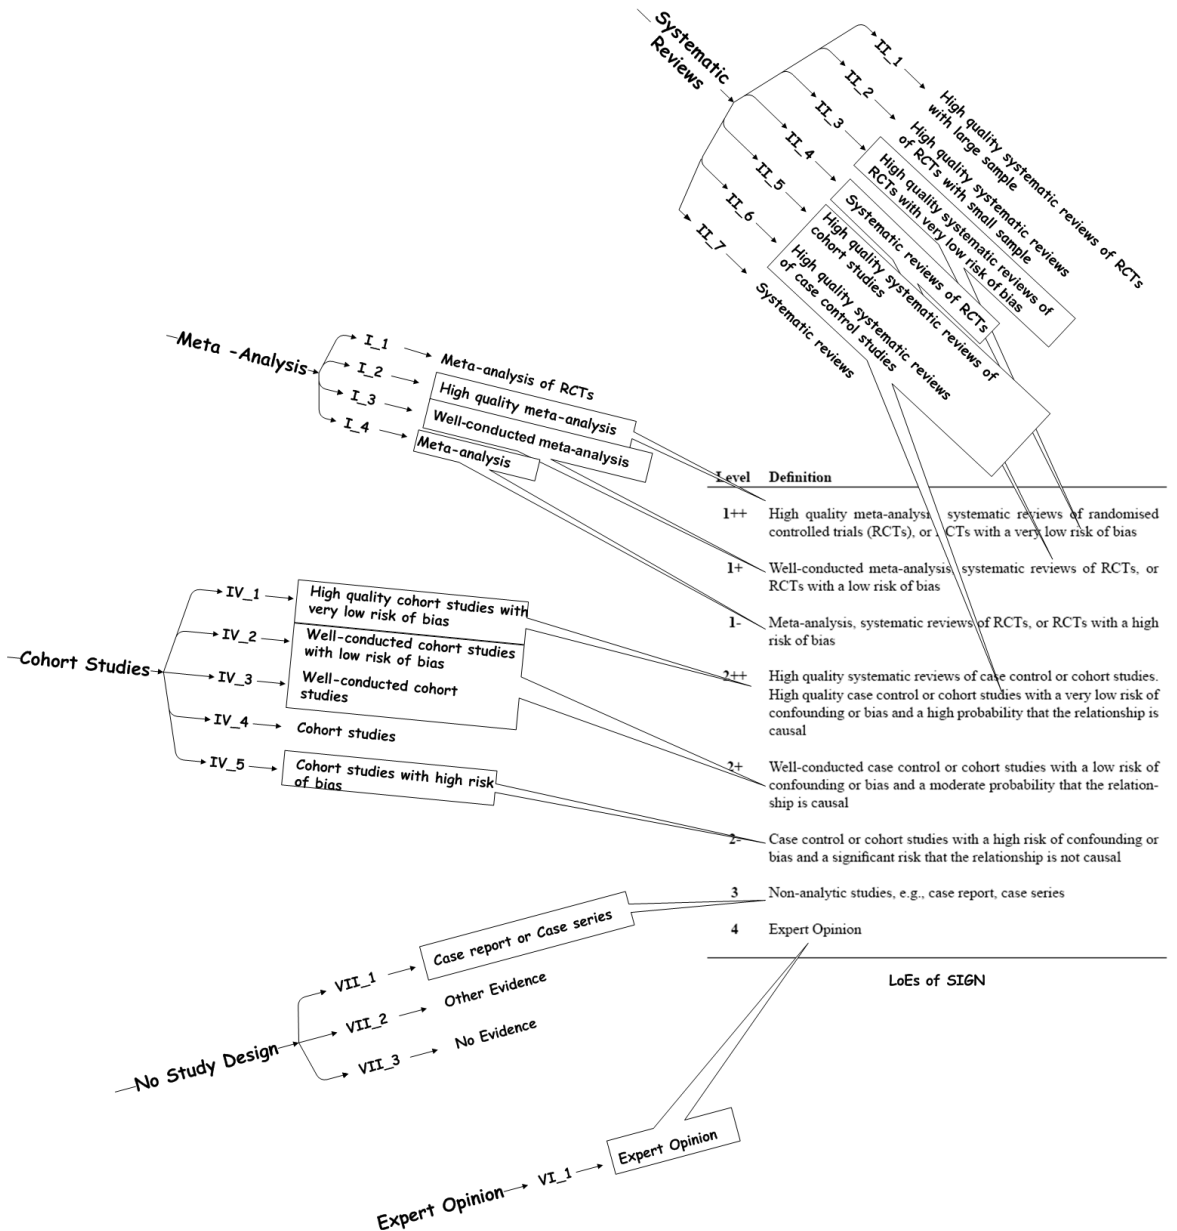 Systematic
Reviews
II_1
High quality systematic reviews of RCTs
with large sample
II_2
High quality systematic reviews
of RCTs with small sample
II_3
High quality systematic reviews of
RCTs with very low risk of bias
II_4
Systematic reviews of RCTs
II_5
High quality systematic reviews of
cohort studies
II_6
High quality systematic reviews
of case control studies
II_7
Systematic reviews
Meta -Analysis
I_1
Meta-analysis of RCTs
I_2
High quality meta-analysis
I_3
Well-conducted meta-analysis
I_4
Meta-analysis
Level Definition
1++ High quality meta-analysis systematic reviews of randomised
controlled trials (RCTs), or RCTs with a very low risk of bias
1+ Well-conducted meta-analysis, systematic reviews of RCTs, or
RCTs with a low risk of bias
1- Meta-analysis, systematic reviews of RCTs, or RCTs with a high
risk of bias
2++ High quality systematic reviews of case control or cohort studies.
High quality case control or cohort studies with a very low risk of
confounding or bias and a high probability that the relationship is
causal
2+ Well-conducted case control or cohort studies with a low risk of
confounding or bias and a moderate probability that the relation-
ship is causal
2- Case control or cohort studies with a high risk of confounding or
bias and a significant risk that the relationship is not causal
3 Non-analytic studies, e.g., case report, case series
4 Expert Opinion
LoEs of SIGN
Cohort Studies
IV_1
High quality cohort studies with
very low risk of bias
IV_2
Well-conducted cohort studies
with low risk of bias
IV_3
Well-conducted cohort
studies
IV_4
Cohort studies
IV_5
Cohort studies with high risk
of bias
No Study Design
VII_1
Case report or Case series
VII_2
Other Evidence
VII_3
No Evidence
Expert Opinion
VI_1
Expert Opinion